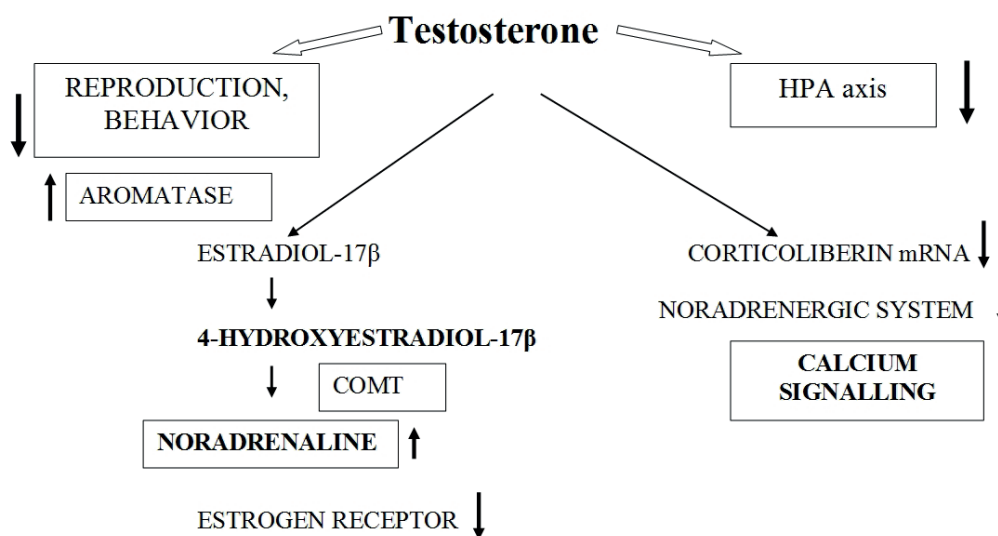 Testosterone
REPRODUCTION,
BEHAVIOR
HPA axis
AROMATASE
ESTRADIOL-17β
CORTICOLIBERIN mRNA
NORADRENERGIC SYSTEM
4-HYDROXYESTRADIOL-17β
CALCIUM
SIGNALLING
COMT
NORADRENALINE
ESTROGEN RECEPTOR